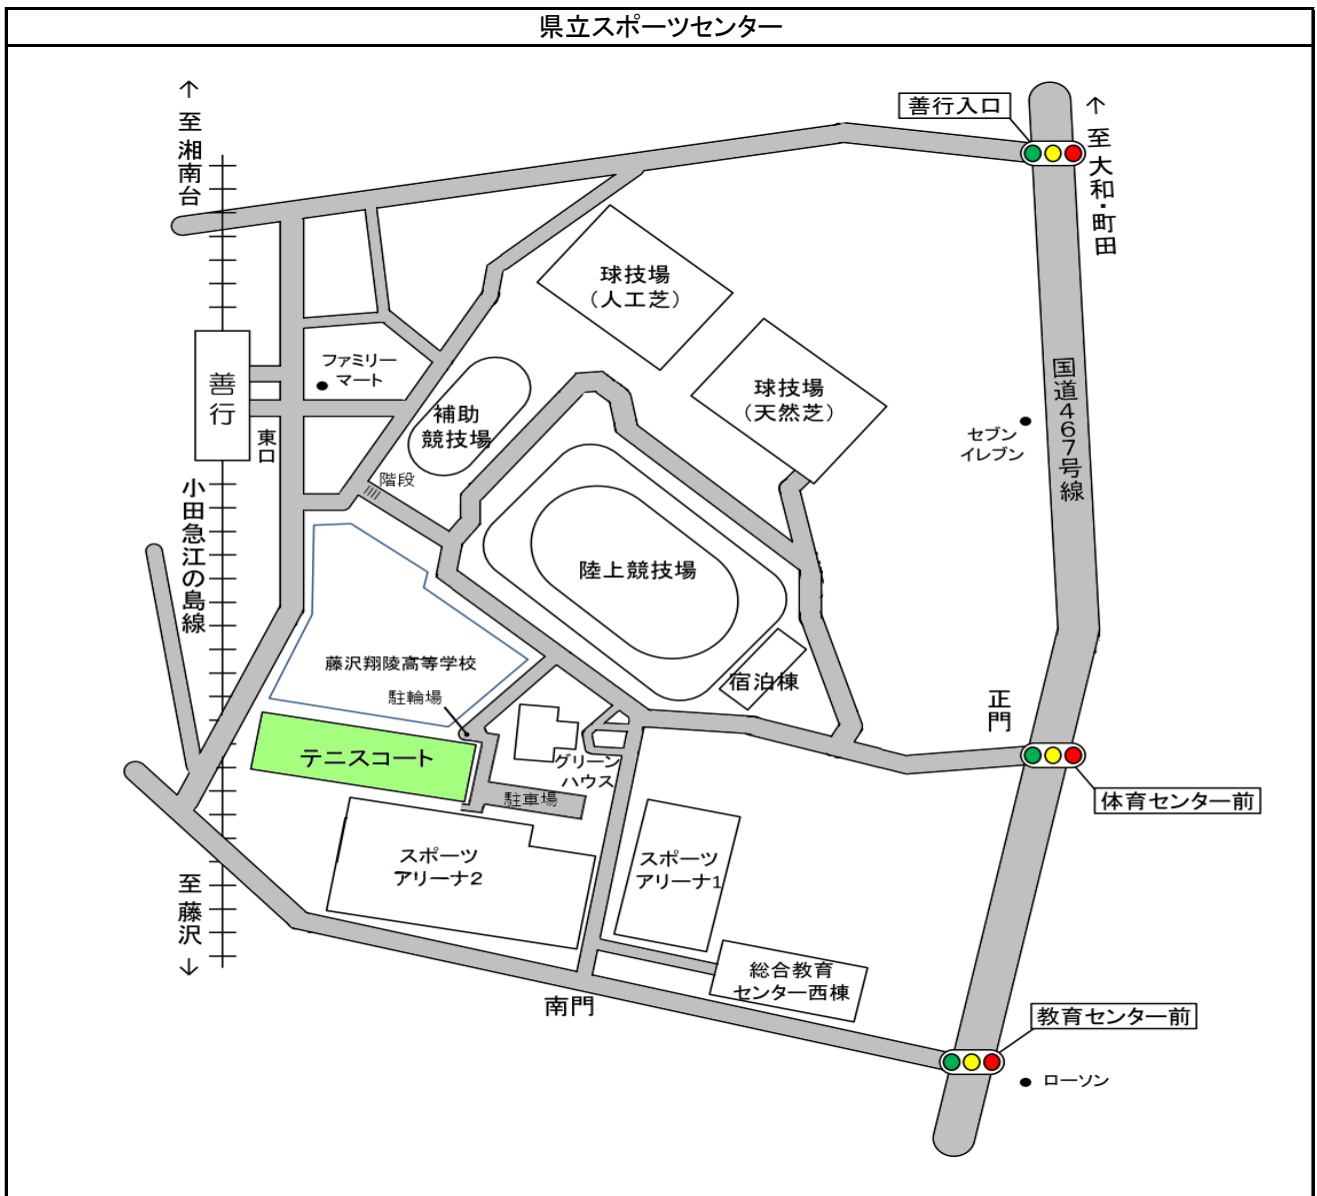 県立スポーツセンター
↑
至湘南台
善行入口
↑
至大和・町田
球技場
（人工芝）
球技場
（天然芝）
国道467号線
ファミリー
マート
善行
東口
補助
競技場
階段
セブン
イレブン
小田急江の島線
陸上競技場
藤沢翔陵高等学校
駐輪場
宿泊棟
正門
テニスコート
グリーン
ハウス
駐車場
体育センター前
スポーツ
アリーナ2
スポーツ
アリーナ1
至藤沢
↓
総合教育
センター西棟
南門
教育センター前
ローソン